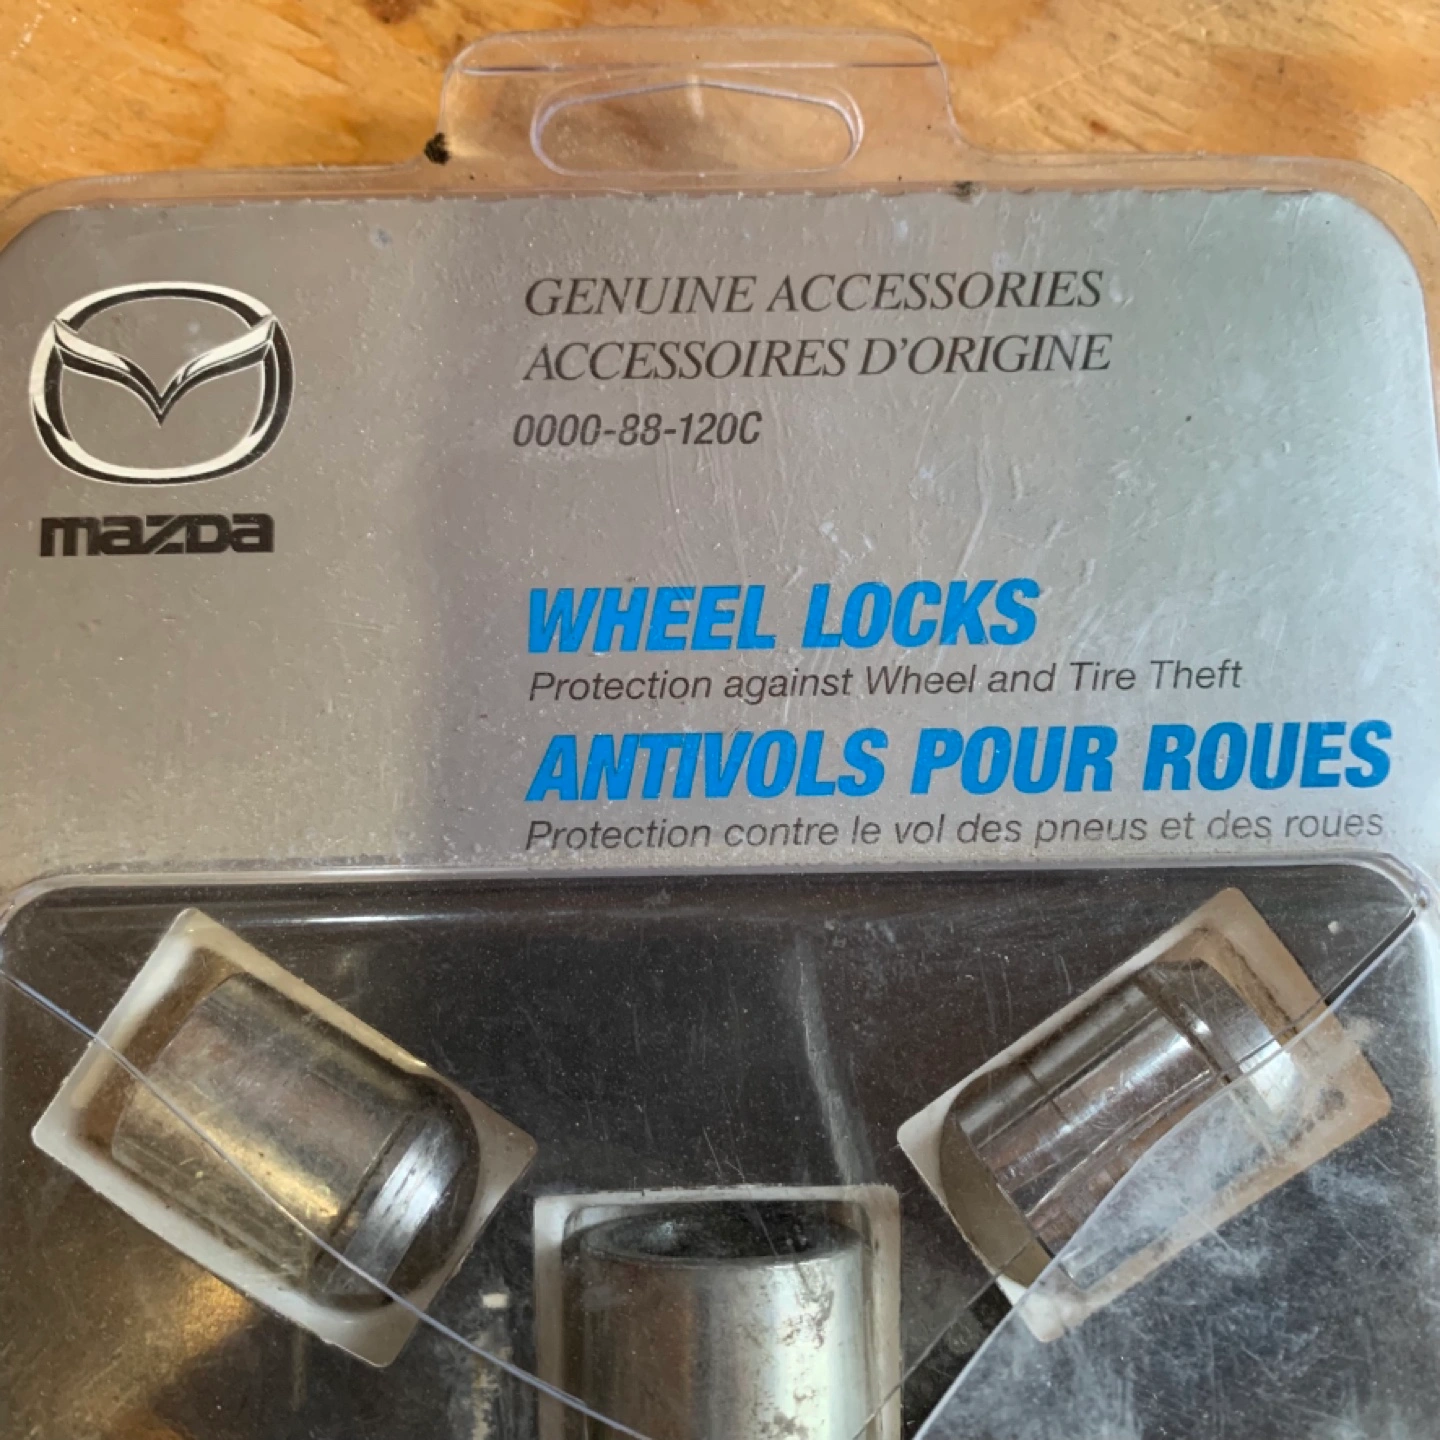 mazda
GENUINE ACCESSORIES
ACCESSOIRES D'ORIGINE
0000-88-120C
WHEEL LOCKS
Protection against Wheel and Tire Theft
ANTIVOLS POUR ROUES
Protection contre le vol des pneus et des roues